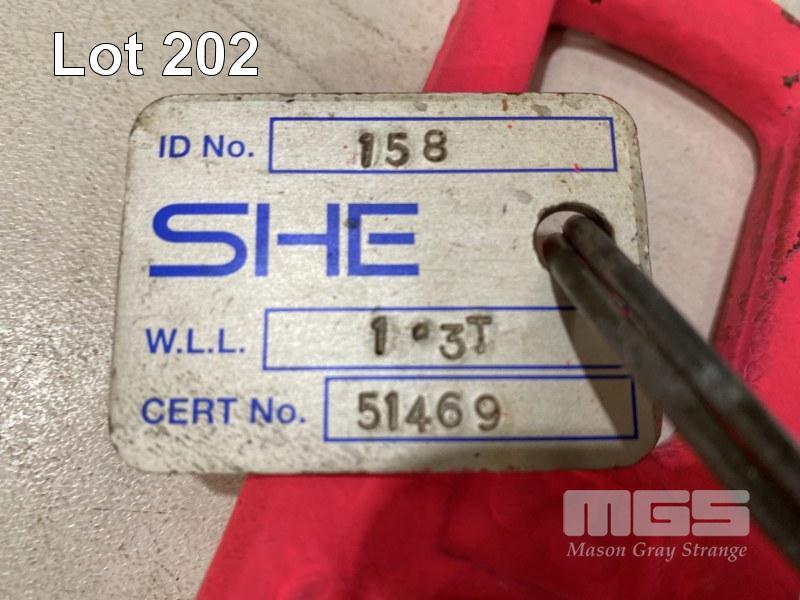 Lot 202
ID No. 158
SHE
W.L.L. 1·3T
CERT No. 51469
MGS
Mason Gray Strange